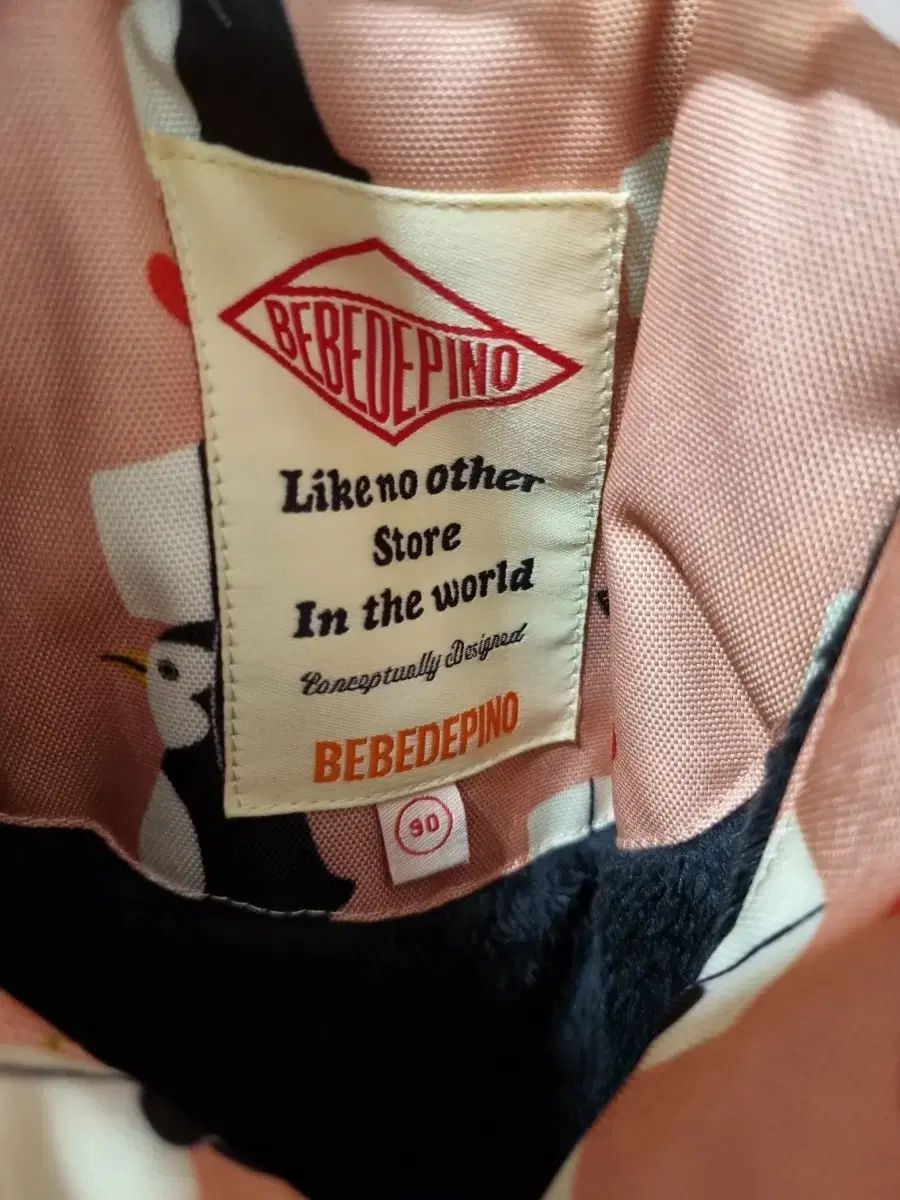 BEBEDEPINO
Like no other
Store
In the world
Conceptually Designed
BEBEDEPINO
90